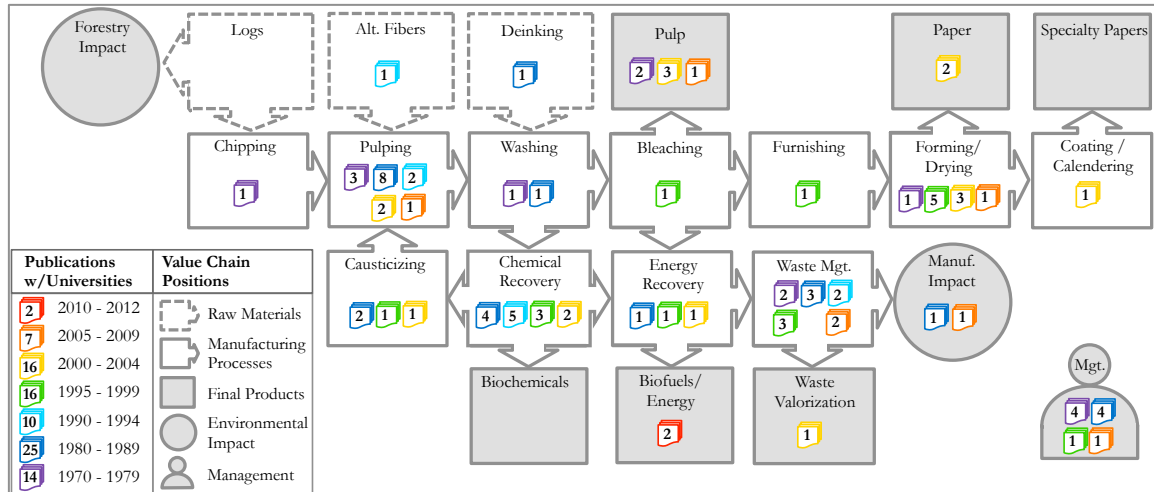 Forestry
Impact
Logs
Alt. Fibers
1
Deinking
1
Pulp
2 3 1
Paper
2
Specialty Papers
Chipping
1
Pulping
3 8 2
2 1
Washing
1 1
Bleaching
1
Furnishing
1
Forming/
Drying
1 5 3 1
Coating /
Calendering
1
Causticizing
2 1 1
Chemical
Recovery
4 5 3 2
Energy
Recovery
1 1 1
Waste Mgt.
2 3 2
3 2
Manuf.
Impact
1 1
Biochemicals
Biofuels/
Energy
2
Waste
Valorization
1
Mgt.
4 4
1 1
Publications
w/Universities
2 2010 - 2012
7 2005 - 2009
16 2000 - 2004
16 1995 - 1999
10 1990 - 1994
25 1980 - 1989
14 1970 - 1979
Value Chain
Positions
Raw Materials
Manufacturing
Processes
Final Products
Environmental
Impact
Management